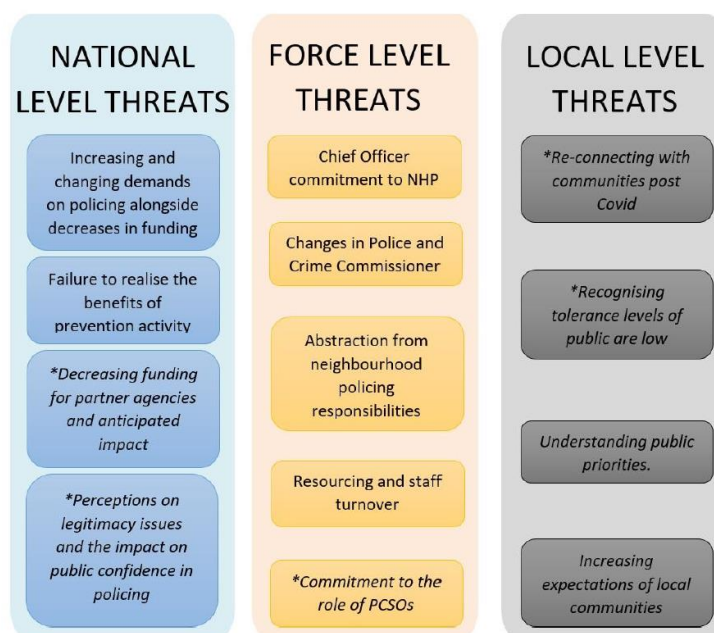 NATIONAL
LEVEL THREATS
Increasing and
changing demands
on policing alongside
decreases in funding
Failure to realise the
benefits of
prevention activity
*Decreasing funding
for partner agencies
and anticipated
impact
*Perceptions on
legitimacy issues
and the impact on
public confidence in
policing
FORCE LEVEL
THREATS
Chief Officer
commitment to NHP
Changes in Police and
Crime Commissioner
Abstraction from
neighbourhood
policing
responsibilities
Resourcing and staff
turnover
*Commitment to the
role of PCSOs
LOCAL LEVEL
THREATS
*Re-connecting with
communities post
Covid
*Recognising
tolerance levels of
public are low
Understanding public
priorities.
Increasing
expectations of local
communities